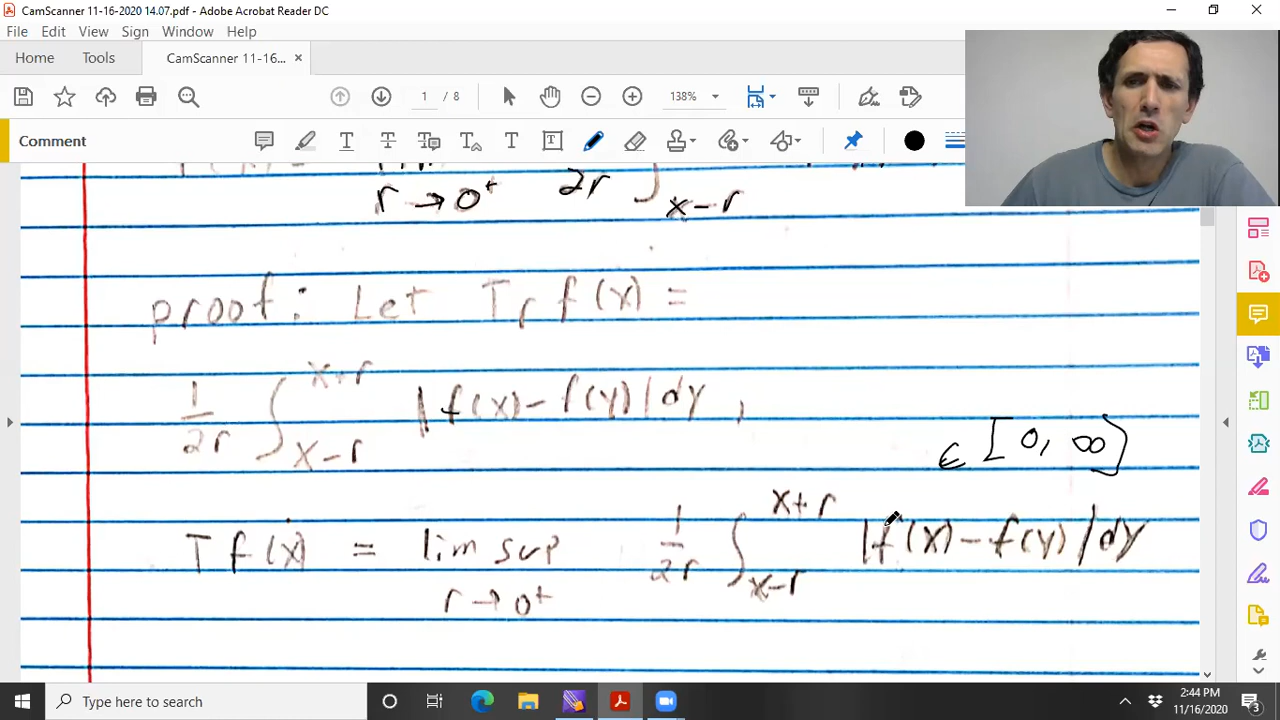 CamScanner 11-16-2020 14.07.pdf - Adobe Acrobat Reader DC
File Edit View Sign Window Help
Home Tools CamScanner 11-16... ×
1 / 8 138%
Comment
r → 0⁺ 2r ∫ x-r
proof: Let T_r f(x) =
1/2r ∫_{x-r}^{x+r} |f(x) - f(y)| dy,
∈ [0, ∞]
T f(x) = lim sup_{r → 0⁺} 1/2r ∫_{x-r}^{x+r} |f(x) - f(y)| dy
Type here to search
2:44 PM
11/16/2020
3